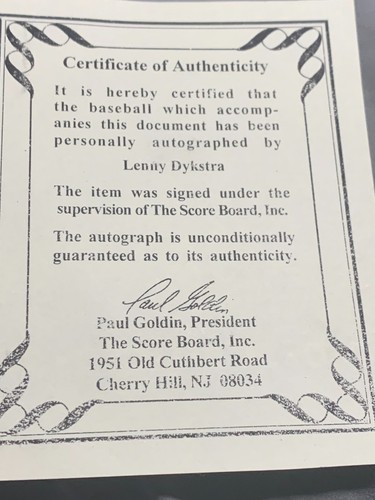 Certificate of Authenticity
It is hereby certified that
the baseball which accomp-
anies this document has been
personally autographed by
Lenny Dykstra
The item was signed under the
supervision of The Score Board, Inc.
The autograph is unconditionally
guaranteed as to its authenticity.
Paul Goldin
Paul Goldin, President
The Score Board, Inc.
1951 Old Cuthbert Road
Cherry Hill, NJ 08034